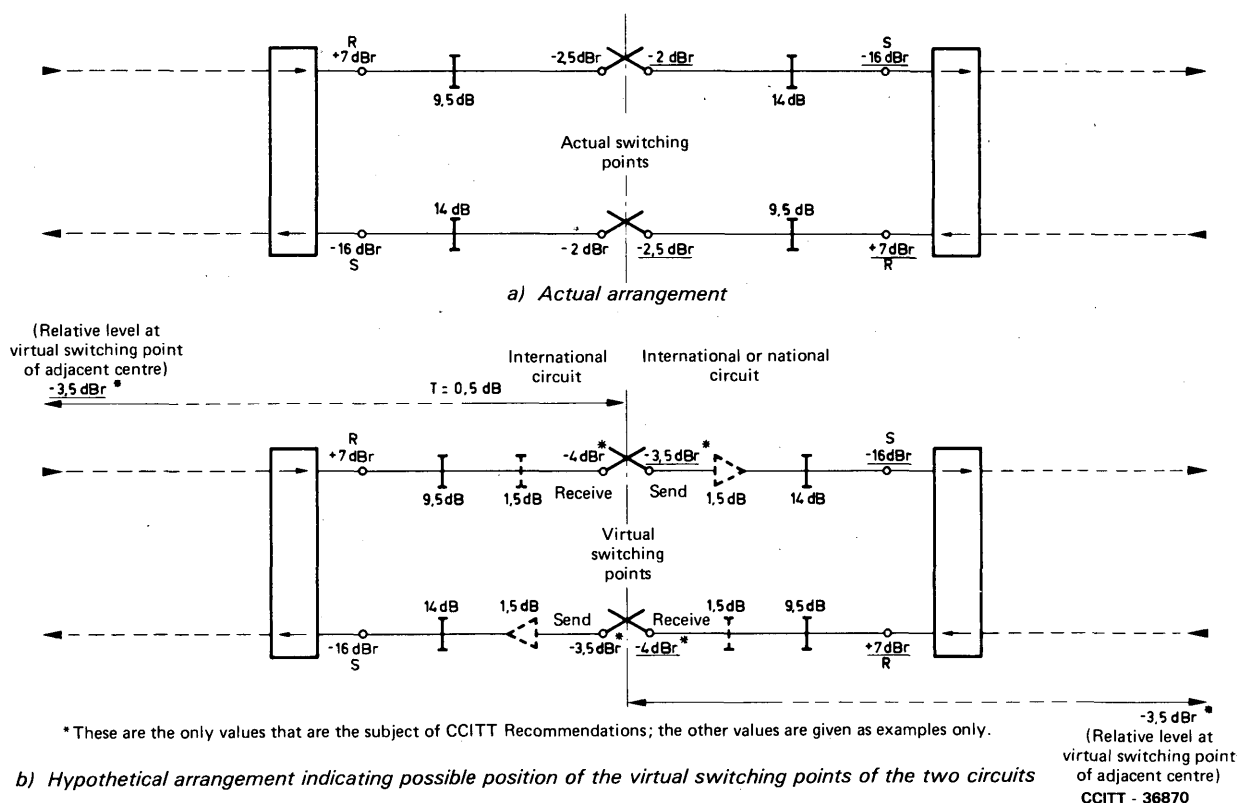 R
+7 dBr
-2,5dBr
-2 dBr
S
-16 dBr
9,5 dB
14 dB
Actual switching
points
14 dB
9,5 dB
-16 dBr
S
-2 dBr
-2,5 dBr
+7 dBr
R
a) Actual arrangement
(Relative level at
virtual switching point
of adjacent centre)
-3,5 dBr *
International
circuit
International or national
circuit
T = 0,5 dB
R
+7 dBr
-4 dBr *
-3,5 dBr *
S
-16 dBr
9,5 dB
1,5 dB
Receive
Send
1,5 dB
14 dB
Virtual
switching
points
14 dB
1,5 dB
Send
Receive
1,5 dB
9,5 dB
-16 dBr
S
-3,5 dBr *
-4 dBr *
+7 dBr
R
* These are the only values that are the subject of CCITT Recommendations; the other values are given as examples only.
-3,5 dBr *
(Relative level at
virtual switching point
of adjacent centre)
b) Hypothetical arrangement indicating possible position of the virtual switching points of the two circuits
CCITT - 36870